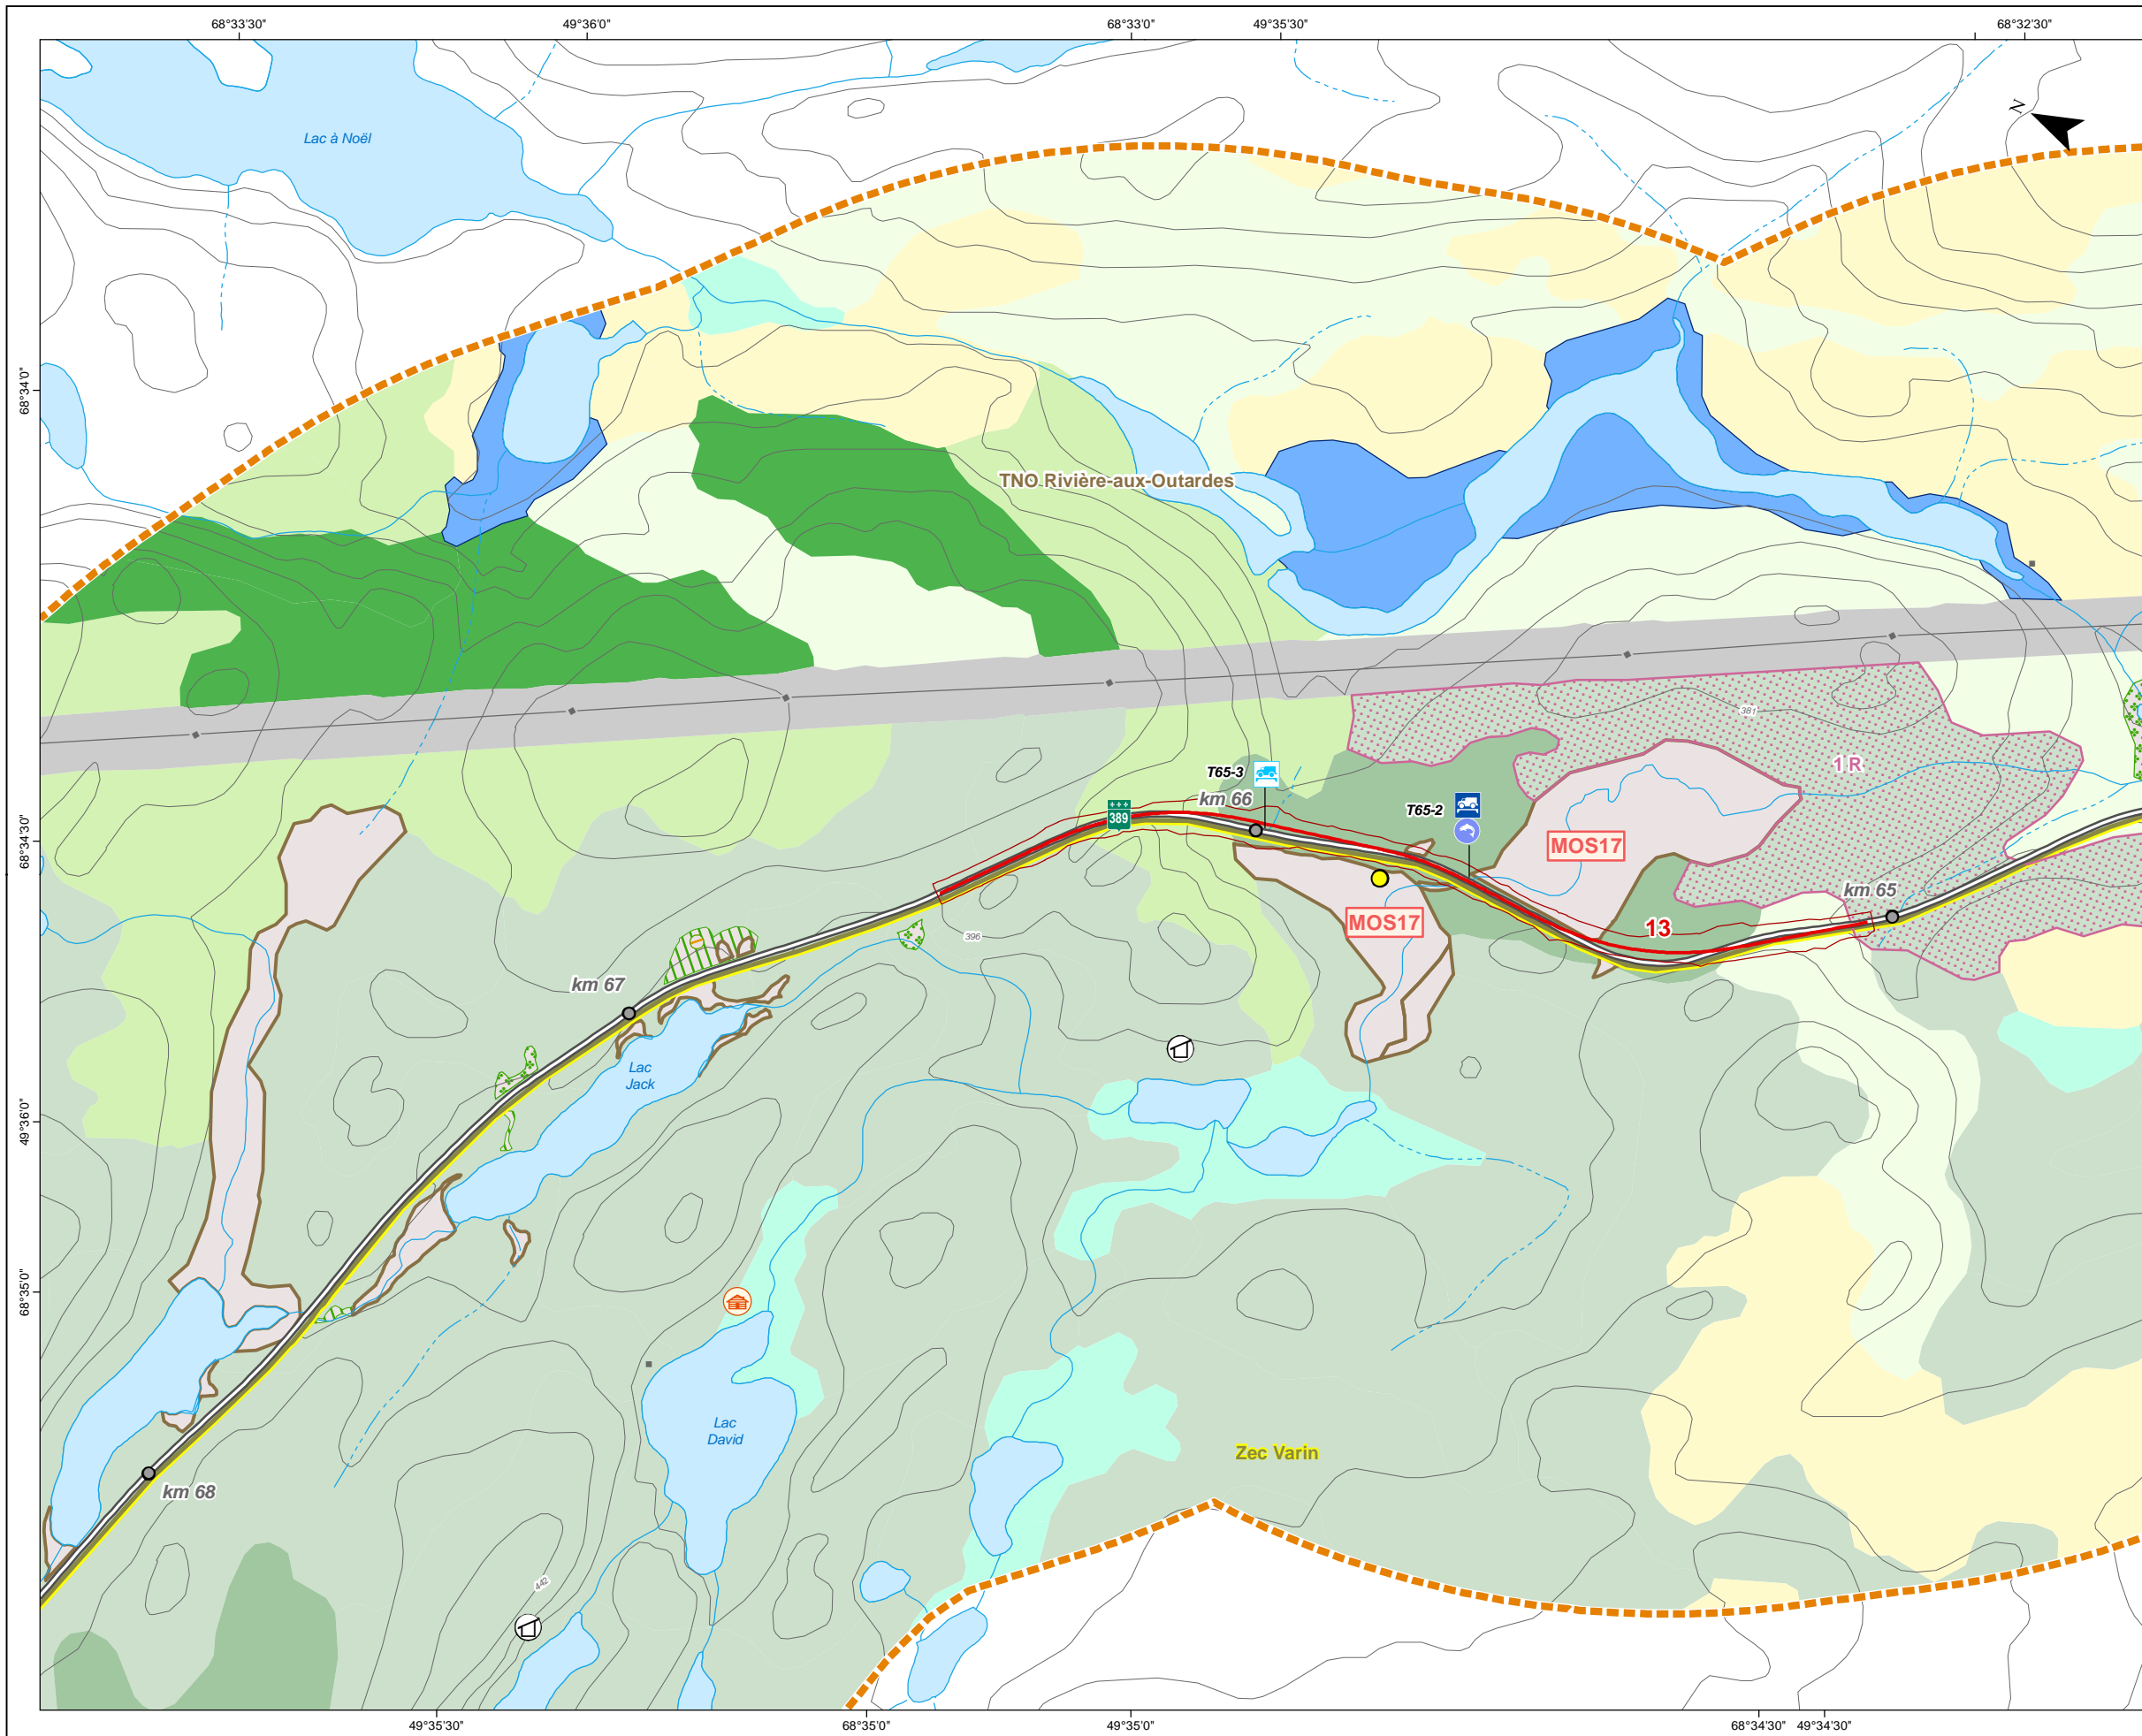 68°33'30"
49°36'0"
68°33'0"
49°35'30"
68°32'30"
N
Lac à Noël
68°34'0"
TNO Rivière-aux-Outardes
381
T65-3
1 R
km 66
389
T65-2
MOS17
68°34'30"
km 65
MOS17
13
396
km 67
Lac
Jack
49°36'0"
68°35'0"
Lac
David
Zec Varin
km 68
442
49°35'30"
68°35'0"
49°35'0"
68°34'30"
49°34'30"